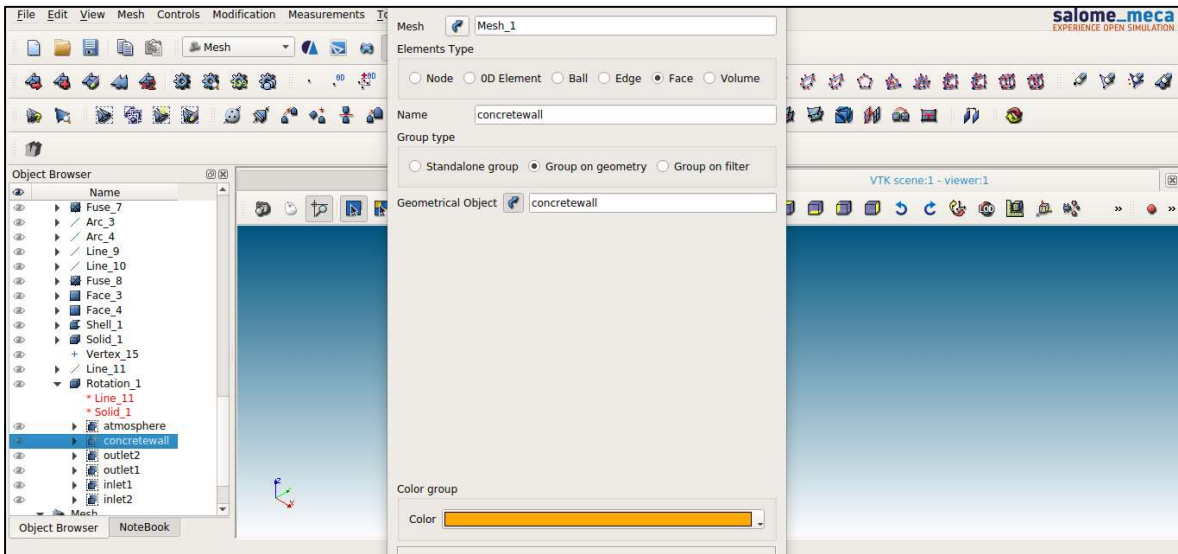 File Edit View Mesh Controls Modification Measurements
salome_meca
EXPERIENCE OPEN SIMULATION
Mesh
Mesh Mesh_1
Elements Type
Node 0D Element Ball Edge Face Volume
Name concretewall
Group type
Standalone group Group on geometry Group on filter
Geometrical Object concretewall
Object Browser
Name
Fuse_7
Arc_3
Arc_4
Line_9
Line_10
Fuse_8
Face_3
Face_4
Shell_1
Solid_1
Vertex_15
Line_11
Rotation_1
* Line_11
* Solid_1
atmosphere
concretewall
outlet2
outlet1
inlet1
inlet2
Mesh
Object Browser NoteBook
VTK scene:1 - viewer:1
Color group
Color